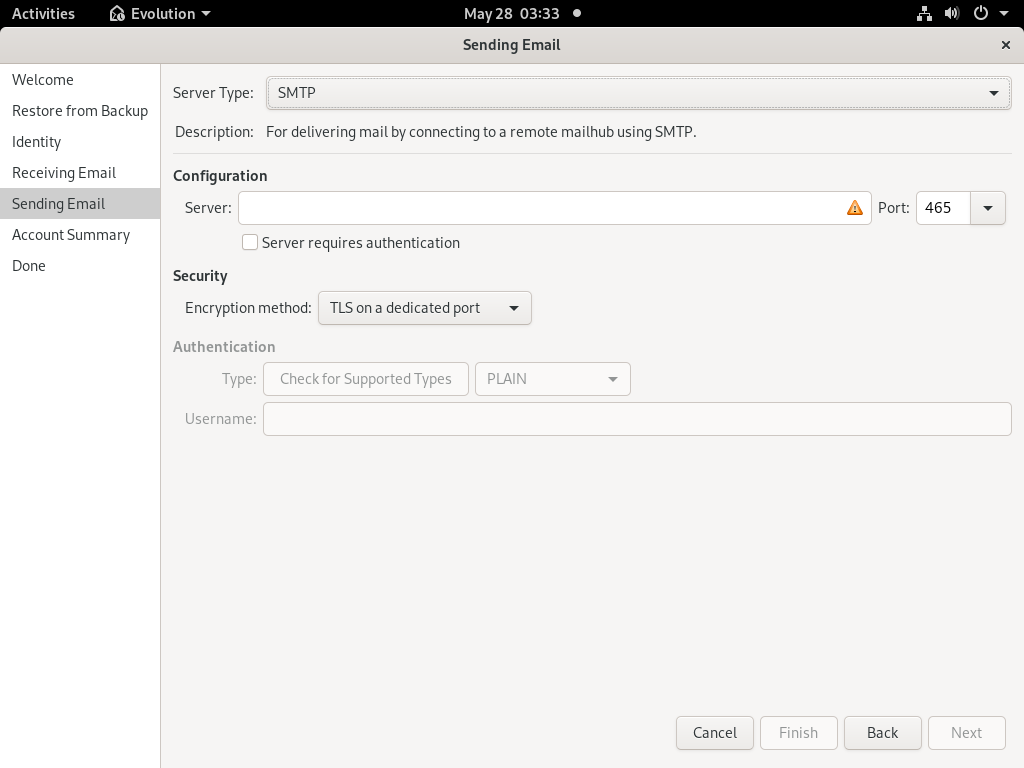 Activities Evolution May 28 03:33
Sending Email
Welcome
Restore from Backup
Identity
Receiving Email
Sending Email
Account Summary
Done
Server Type: SMTP
Description: For delivering mail by connecting to a remote mailhub using SMTP.
Configuration
Server: Port: 465
Server requires authentication
Security
Encryption method: TLS on a dedicated port
Authentication
Type: Check for Supported Types PLAIN
Username:
Cancel Finish Back Next